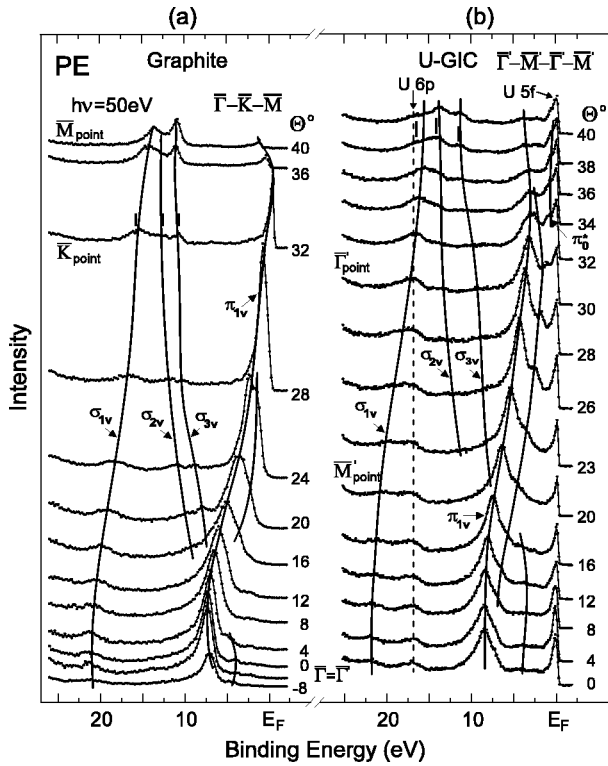 (a)
(b)
PE
Graphite
hν=50eV
Γ̅–K̅–M̅
Θ°
M̅point
40
36
K̅point
32
π1v
28
σ1v
σ2v
σ3v
24
20
16
12
8
4
0
-8
U-GIC
Γ̅'–M̅'–Γ̅'–M̅'
U 6p
U 5f
Θ°
40
38
36
34
π*0
Γ̅'point
32
30
28
σ2v
σ3v
σ1v
26
23
M̅'point
20
π1v
16
12
8
4
Γ̅=Γ̅'
0
Intensity
20
10
EF
20
10
EF
Binding Energy (eV)